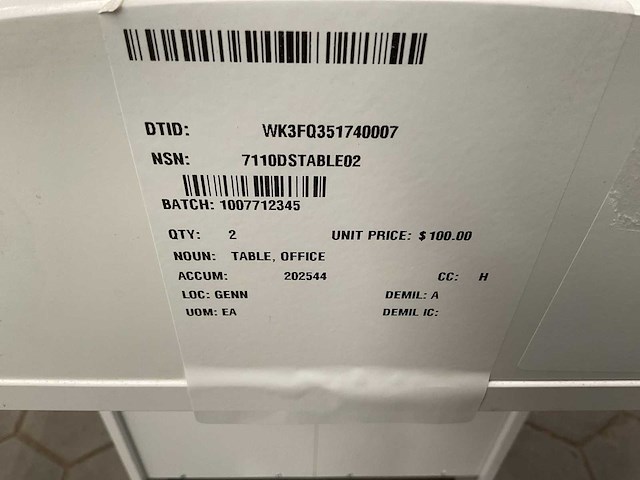 DTID: WK3FQ351740007
NSN: 7110DSTABLE02
BATCH: 1007712345
QTY: 2 UNIT PRICE: $100.00
NOUN: TABLE, OFFICE
ACCUM: 202544 CC: H
LOC: GENN DEMIL: A
UOM: EA DEMIL IC: